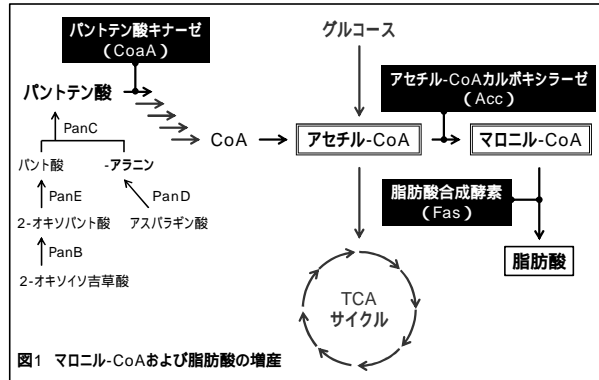 パントテン酸キナーゼ
(CoaA)
グルコース
パントテン酸
アセチル-CoAカルボキシラーゼ
(Acc)
PanC
CoA
アセチル-CoA
マロニル-CoA
パント酸
-アラニン
PanE
PanD
脂肪酸合成酵素
(Fas)
2-オキソパント酸
アスパラギン酸
PanB
脂肪酸
2-オキソイソ吉草酸
TCA
サイクル
図1 マロニル-CoAおよび脂肪酸の増産